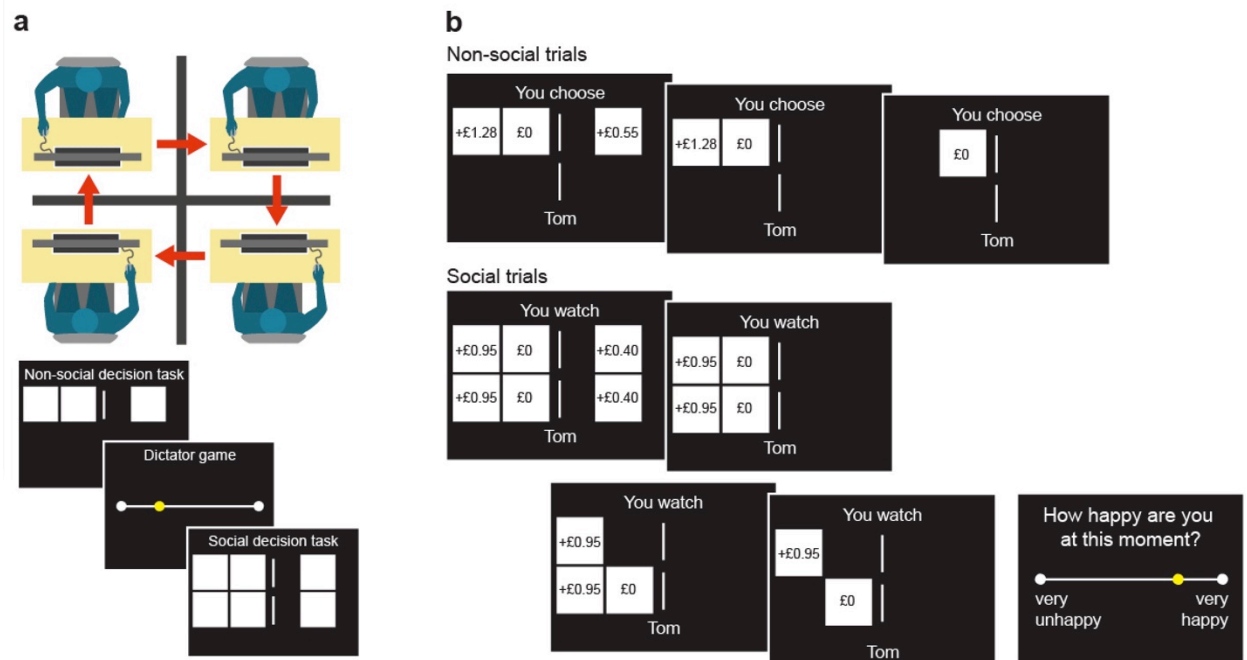 a
Non-social decision task
Dictator game
Social decision task
b
Non-social trials
You choose
+£1.28 £0 +£0.55
Tom
You choose
+£1.28 £0
Tom
You choose
£0
Tom
Social trials
You watch
+£0.95 £0 +£0.40
+£0.95 £0 +£0.40
Tom
You watch
+£0.95 £0
+£0.95 £0
Tom
You watch
+£0.95
+£0.95 £0
Tom
You watch
+£0.95
£0
Tom
How happy are you
at this moment?
very very
unhappy happy